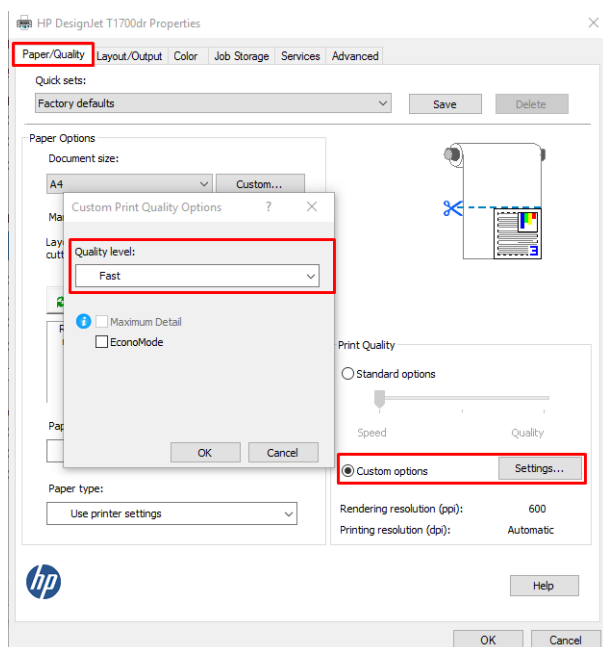 HP DesignJet T1700dr Properties
Paper/Quality Layout/Output Color Job Storage Services Advanced
Quick sets:
Factory defaults
Save
Delete
Paper Options
Document size:
A4
Custom...
Custom Print Quality Options ?
Quality level:
Fast
Maximum Detail
EconoMode
OK Cancel
Paper type:
Use printer settings
3
Print Quality
Standard options
Speed Quality
Custom options
Settings...
Rendering resolution (ppi): 600
Printing resolution (dpi): Automatic
hp
Help
OK Cancel